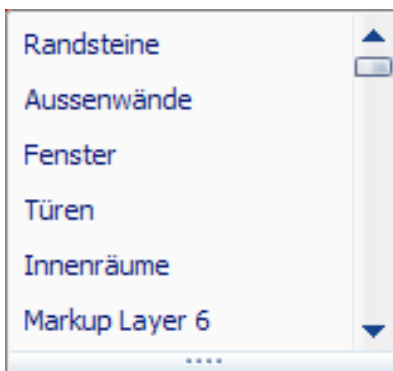 Randsteine
Aussenwände
Fenster
Türen
Innenräume
Markup Layer 6